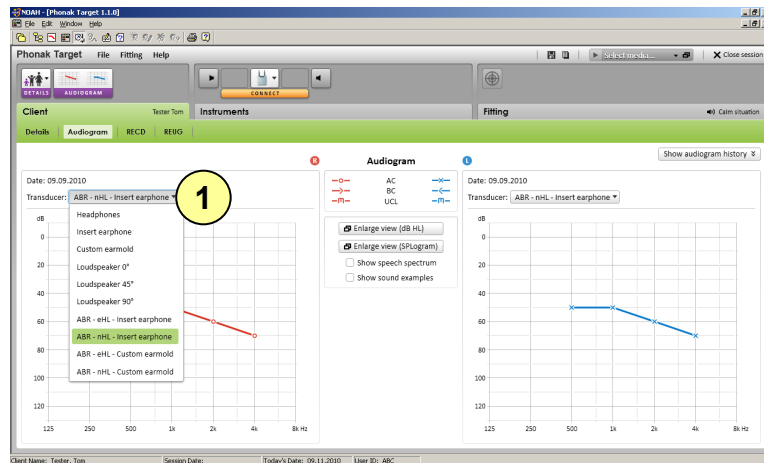 NOAH - [Phonak Target 1.1.0]
File Edit Window Help
Phonak Target File Fitting Help
Select media...
Close session
DETAILS AUDIOGRAM
CONNECT
Client Tester Tom Instruments Fitting Calm situation
Details Audiogram RECD REUG
Show audiogram history
R Audiogram L
Date: 09.09.2010
Transducer: ABR - nHL - Insert earphone
1
Headphones
Insert earphone
Custom earmold
Loudspeaker 0°
Loudspeaker 45°
Loudspeaker 90°
ABR - eHL - Insert earphone
ABR - nHL - Insert earphone
ABR - eHL - Custom earmold
ABR - nHL - Custom earmold
dB
0
20
40
60
80
100
120
125 250 500 1k 2k 4k 8k Hz
AC
BC
UCL
Enlarge view (dB HL)
Enlarge view (SPLogram)
Show speech spectrum
Show sound examples
Date: 09.09.2010
Transducer: ABR - nHL - Insert earphone
dB
0
20
40
60
80
100
120
125 250 500 1k 2k 4k 8k Hz
Client Name: Tester, Tom Session Date: Today's Date: 09.11.2010 User ID: ABC